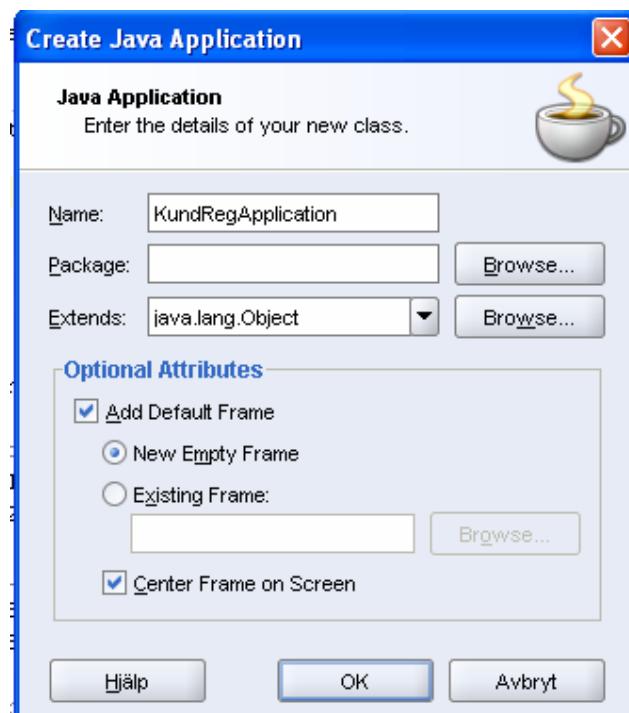 Create Java Application
Java Application
Enter the details of your new class.
Name: KundRegApplication
Package: Browse...
Extends: java.lang.Object Browse...
Optional Attributes
Add Default Frame
New Empty Frame
Existing Frame:
Browse...
Center Frame on Screen
Hjälp OK Avbryt